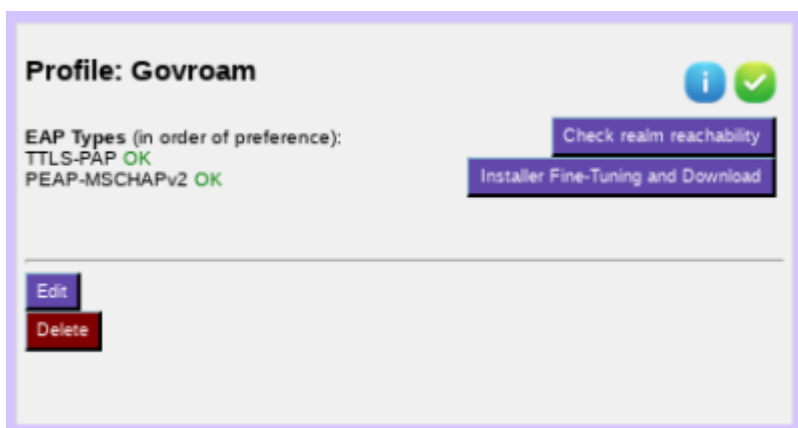 Profile: Govroam
i
EAP Types (in order of preference):
TTLS-PAP OK
PEAP-MSCHAPv2 OK
Check realm reachability
Installer Fine-Tuning and Download
Edit
Delete